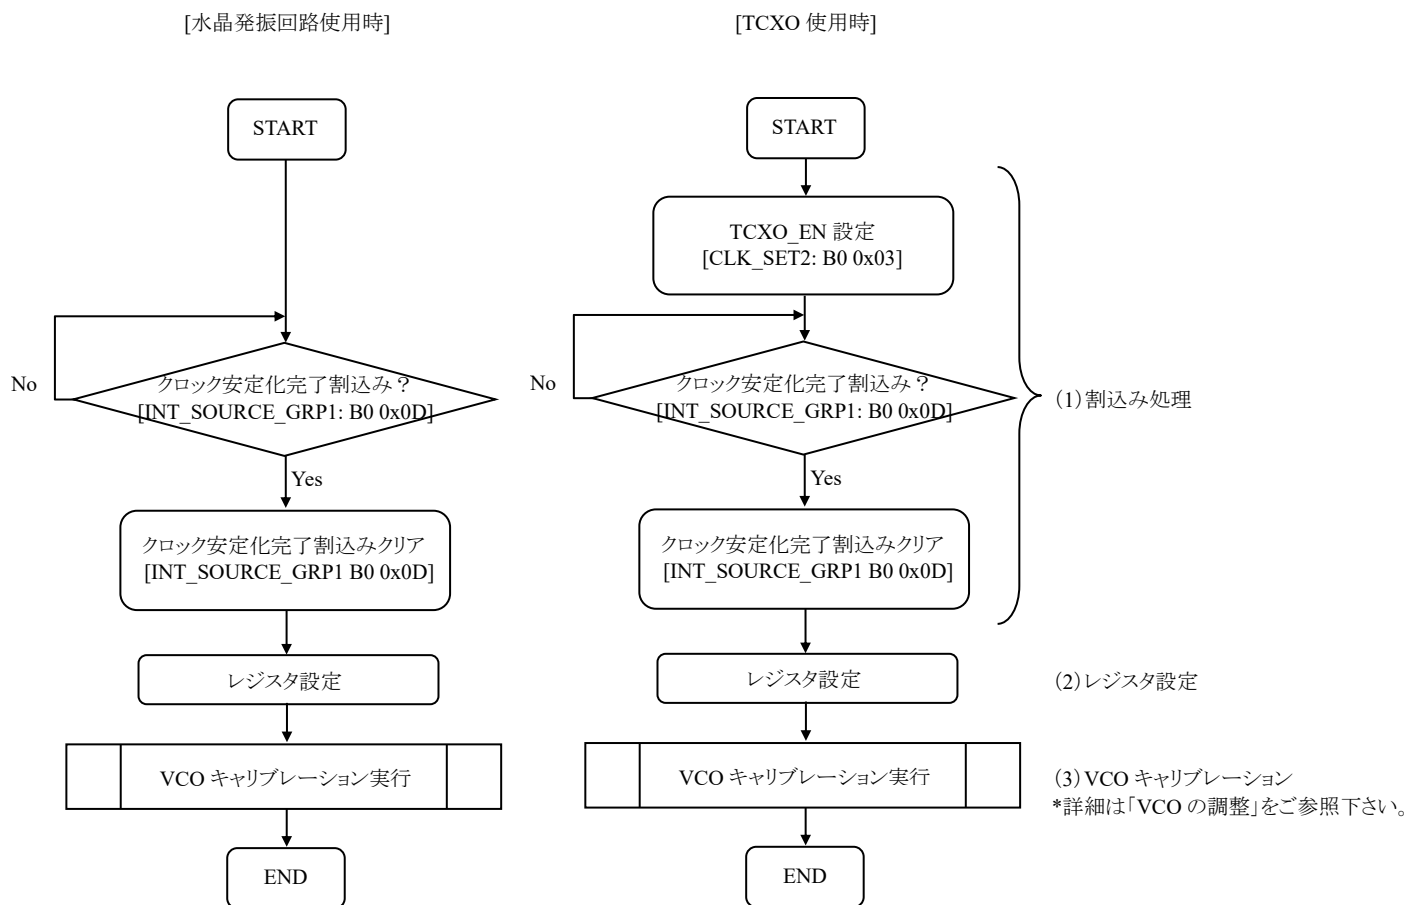 [水晶発振回路使用時]
START
No
クロック安定化完了割込み？
[INT_SOURCE_GRP1: B0 0x0D]
Yes
クロック安定化完了割込みクリア
[INT_SOURCE_GRP1 B0 0x0D]
レジスタ設定
VCO キャリブレーション実行
END
[TCXO 使用時]
START
TCXO_EN 設定
[CLK_SET2: B0 0x03]
No
クロック安定化完了割込み？
[INT_SOURCE_GRP1: B0 0x0D]
Yes
クロック安定化完了割込みクリア
[INT_SOURCE_GRP1 B0 0x0D]
レジスタ設定
VCO キャリブレーション実行
END
(1)割込み処理
(2)レジスタ設定
(3)VCO キャリブレーション
*詳細は「VCO の調整」をご参照下さい。